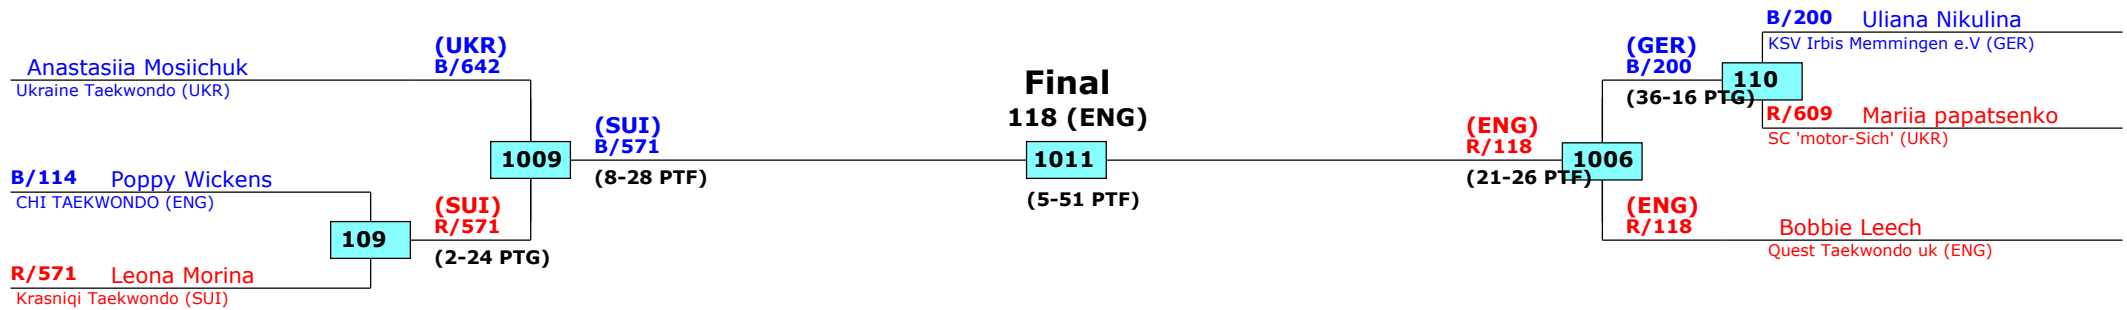 (UKR)
B/642
Anastasiia Mosiichuk
Ukraine Taekwondo (UKR)
1009
B/114 Poppy Wickens
CHI TAEKWONDO (ENG)
109
R/571 Leona Morina
Krasniqi Taekwondo (SUI)
(SUI)
R/571
(2-24 PTG)
(SUI)
B/571
(8-28 PTF)
Final
118 (ENG)
1011
(5-51 PTF)
(ENG)
R/118
(21-26 PTF)
1006
(GER)
B/200
(36-16 PTG)
110
B/200 Uliana Nikulina
KSV Irbis Memmingen e.V (GER)
R/609 Mariia papatsenko
SC 'motor-Sich' (UKR)
(ENG)
R/118
Bobbie Leech
Quest Taekwondo uk (ENG)